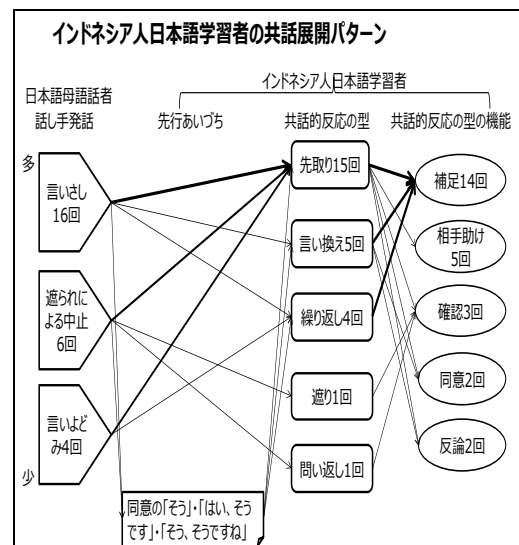 インドネシア人日本語学習者の共話展開パターン
インドネシア人日本語学習者
日本語母語話者
話し手発話
先行あいづち
共話的反応の型
共話的反応の型の機能
多
言いさし
16回
遮られに
よる中止
6回
言いよど
み4回
少
先取り15回
言い換え5回
繰り返し4回
遮り1回
問い返し1回
補足14回
相手助け
5回
確認3回
同意2回
反論2回
同意の「そう」・「はい、そう
です」・「そう、そうですね」